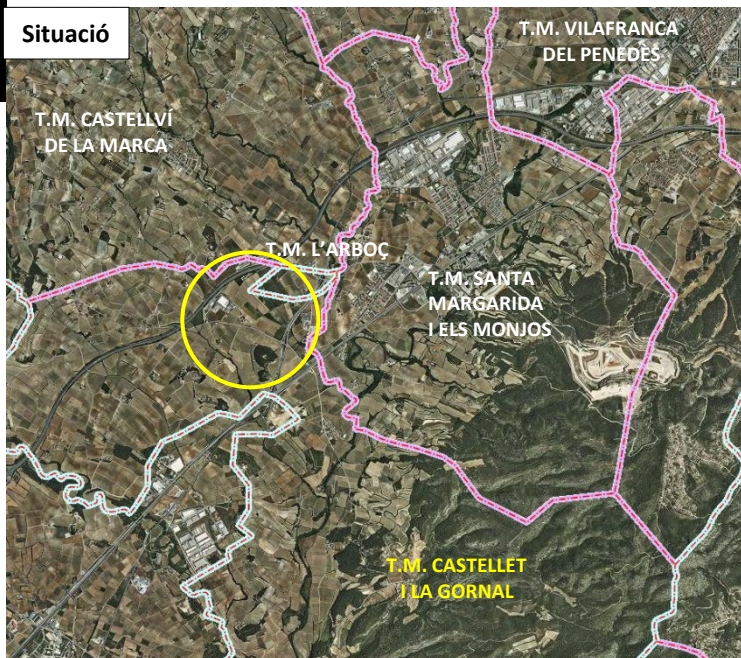 Situació
T.M. VILAFRANCA
DEL PENEDÈS
T.M. CASTELLVÍ
DE LA MARCA
T.M. L'ARBOÇ
T.M. SANTA
MARGARIDA
I ELS MONJOS
T.M. CASTELLET
I LA GORNAL